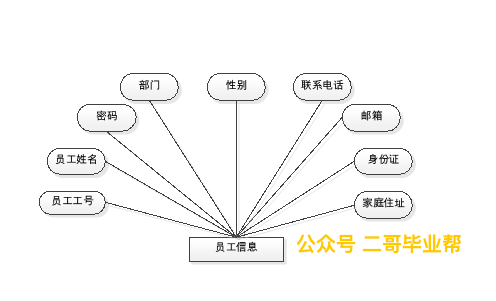 部门
性别
联系电话
密码
邮箱
员工姓名
身份证
员工工号
家庭住址
员工信息
公众号 二哥毕业帮